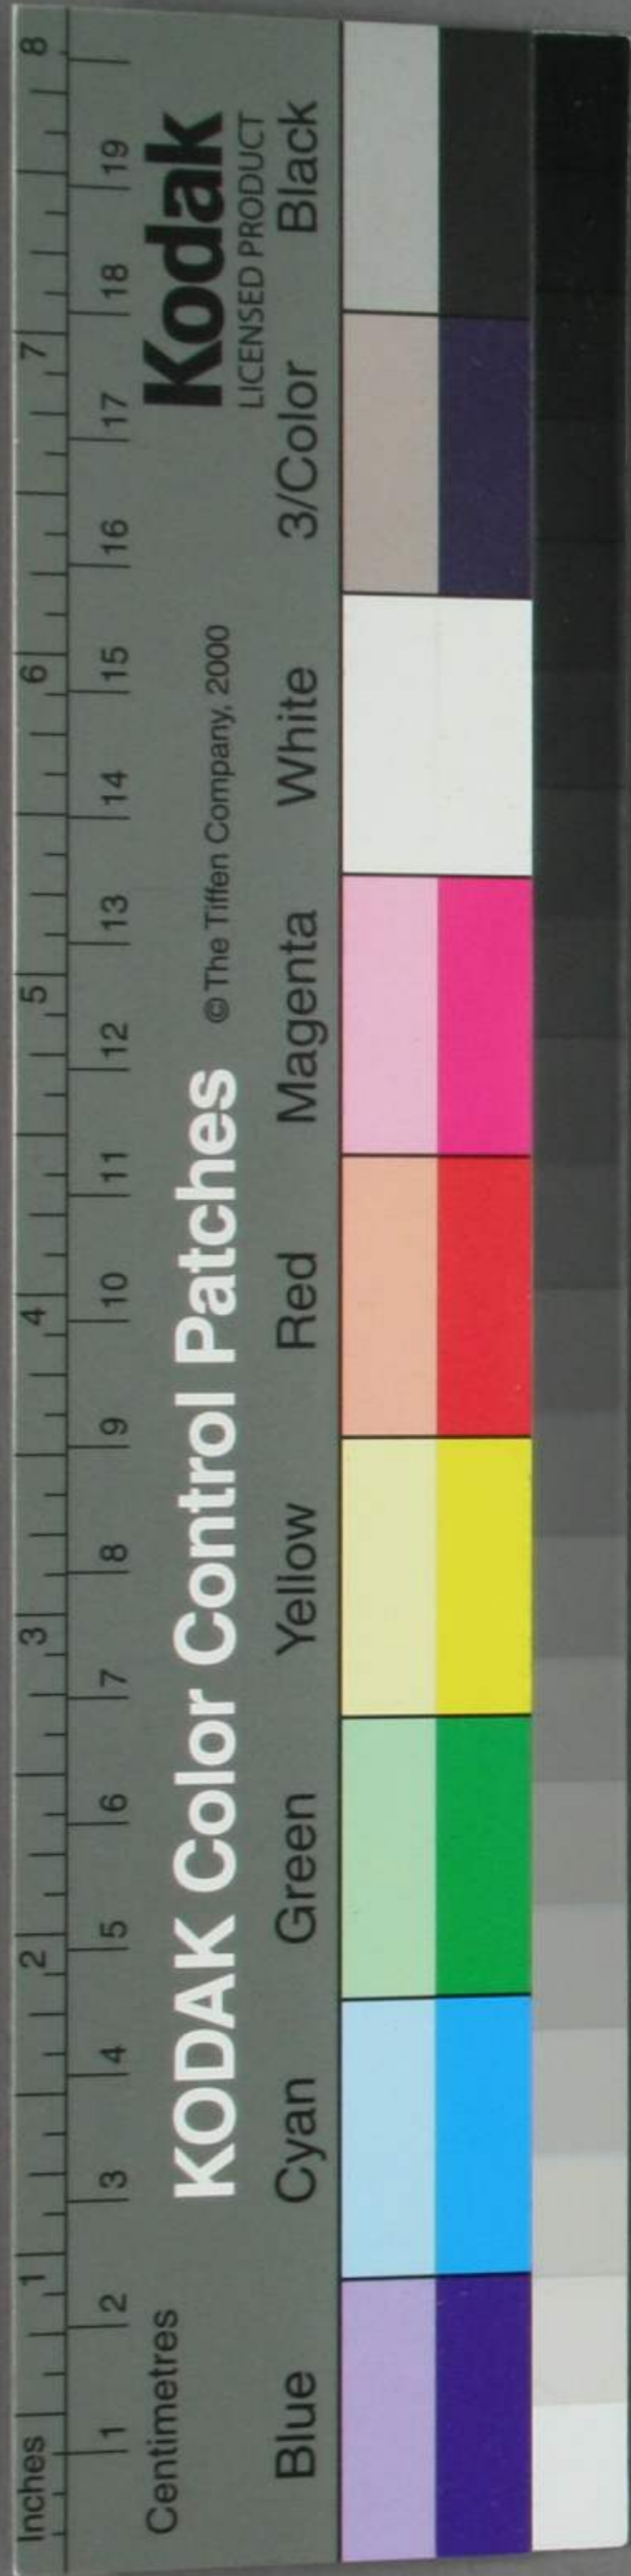 Inches 1 2 3 4 5 6 7 8
1 2 3 4 5 6 7 8 9 10 11 12 13 14 15 16 17 18 19
Centimetres
KODAK Color Control Patches © The Tiffen Company, 2000
Kodak
LICENSED PRODUCT
Blue Cyan Green Yellow Red Magenta White 3/Color Black